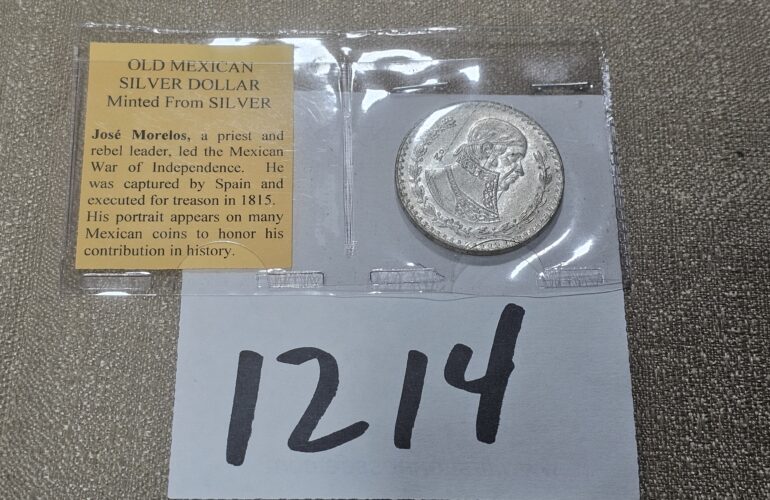 OLD MEXICAN
SILVER DOLLAR
Minted From SILVER
José Morelos, a priest and
rebel leader, led the Mexican
War of Independence. He
was captured by Spain and
executed for treason in 1815.
His portrait appears on many
Mexican coins to honor his
contribution in history.
1214